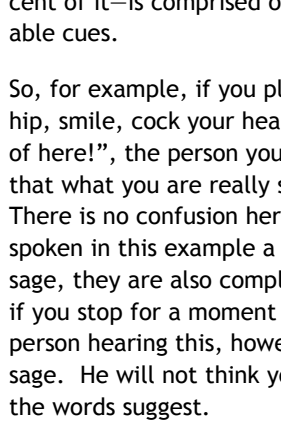 cent of it—is comprised o
able cues.
So, for example, if you pl
hip, smile, cock your hea
of here!”, the person you
that what you are really s
There is no confusion her
spoken in this example a
sage, they are also compl
if you stop for a moment
person hearing this, howe
sage. He will not think yo
the words suggest.